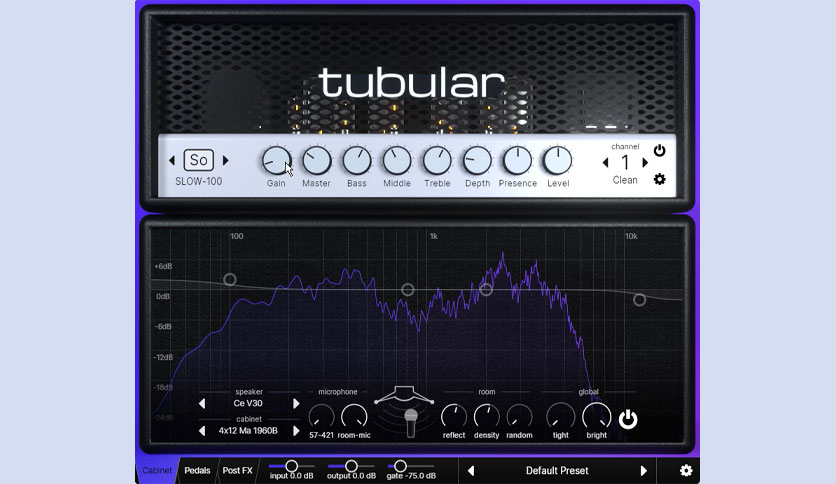 tubular
So
SLOW-100
Gain Master Bass Middle Treble Depth Presence Level
channel
1
Clean
100 1k 10k
+6dB
0dB
-6dB
-12dB
-18dB
-24dB
speaker
Ce V30
cabinet
4x12 Ma 1960B
microphone
57-421 room-mic
room
reflect density random
global
tight bright
Cabinet Pedals Post FX input 0.0 dB output 0.0 dB gate -75.0 dB Default Preset